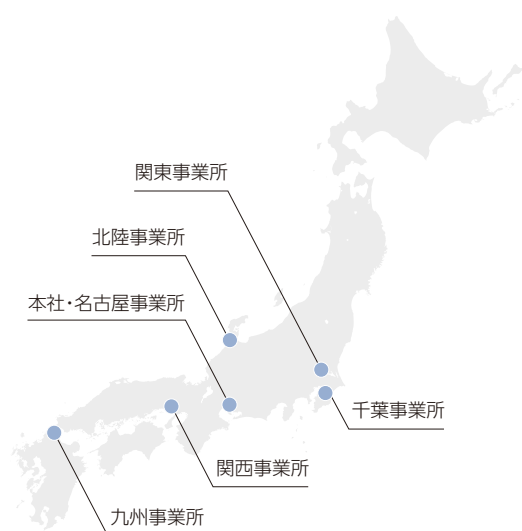 関東事業所
北陸事業所
本社・名古屋事業所
千葉事業所
関西事業所
九州事業所